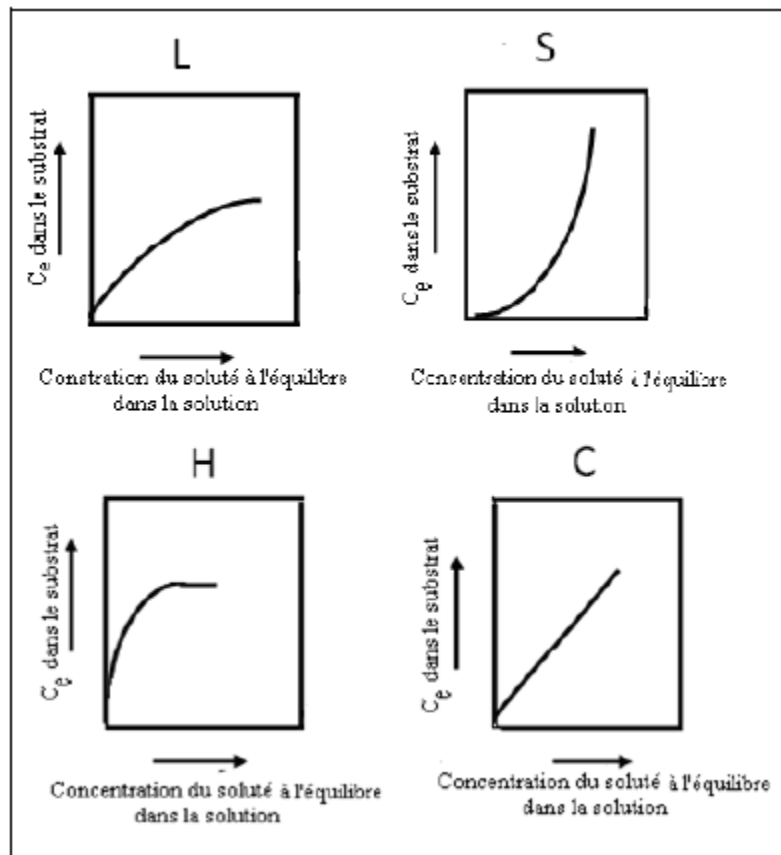 L
Ce dans le substrat
Constration du soluté à l'équilibre
dans la solution
S
Ce dans le substrat
Concentration du soluté à l'équilibre
dans la solution
H
Ce dans le substrat
Concentration du soluté à l'équilibre
dans la solution
C
Ce dans le substrat
Concentration du soluté à l'équilibre
dans la solution